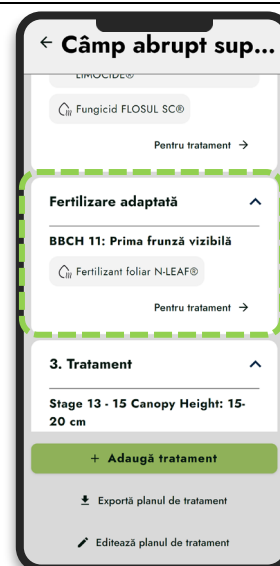 ← Câmp abrupt sup...
LIMOCIDE®
Fungicid FLOSUL SC®
Pentru tratament →
Fertilizare adaptată
BBCH 11: Prima frunză vizibilă
Fertilizant foliar N-LEAF®
Pentru tratament →
3. Tratament
Stage 13 - 15 Canopy Height: 15-
20 cm
+ Adaugă tratament
Exportă planul de tratament
Editează planul de tratament